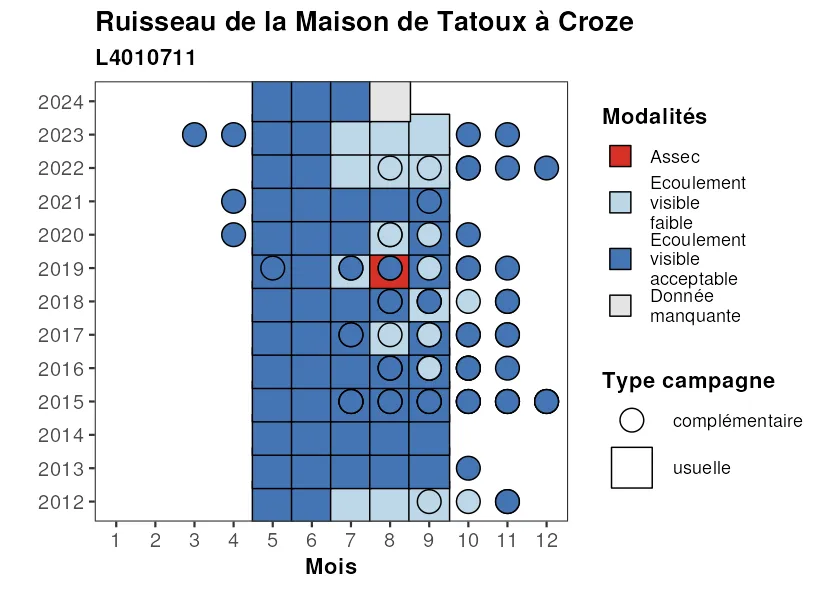 Ruisseau de la Maison de Tatoux à Croze
L4010711
2024
2023
2022
2021
2020
2019
2018
2017
2016
2015
2014
2013
2012
1 2 3 4 5 6 7 8 9 10 11 12
Mois
Modalités
Assec
Ecoulement
visible
faible
Ecoulement
visible
acceptable
Donnée
manquante
Type campagne
complémentaire
usuelle